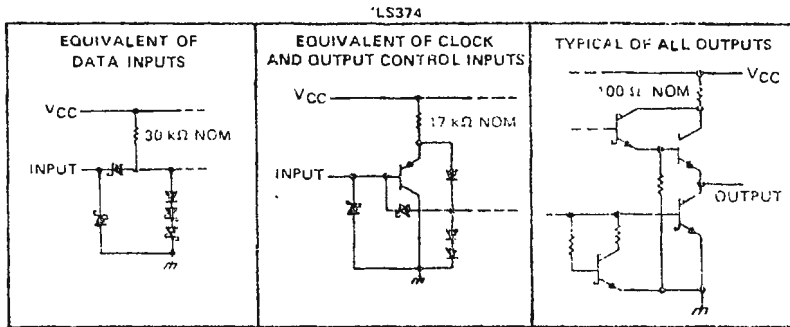 'LS374
EQUIVALENT OF
DATA INPUTS
VCC
30 kΩ NOM
INPUT
EQUIVALENT OF CLOCK
AND OUTPUT CONTROL INPUTS
VCC
17 kΩ NOM
INPUT
TYPICAL OF ALL OUTPUTS
VCC
100 Ω NOM
OUTPUT